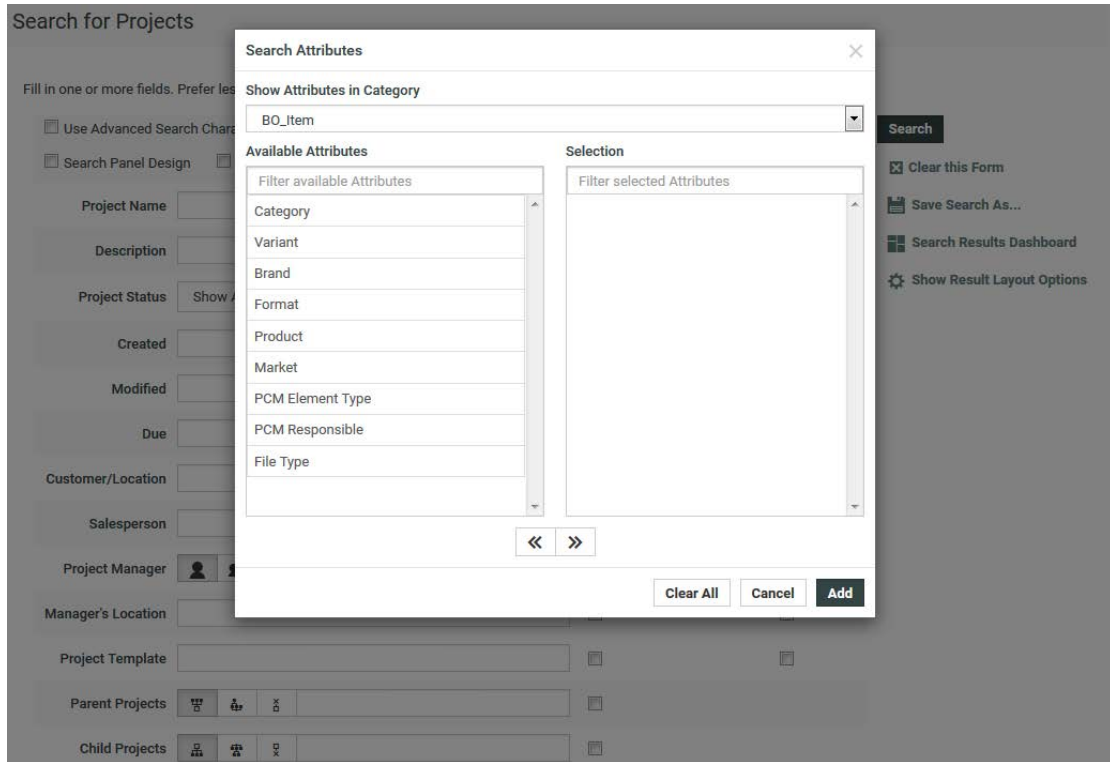 Search for Projects
Search Attributes
Fill in one or more fields. Prefer les
Show Attributes in Category
BO_Item
Use Advanced Search Chara
Search
Available Attributes
Selection
Search Panel Design
Clear this Form
Filter available Attributes
Filter selected Attributes
Project Name
Category
Save Search As...
Variant
Search Results Dashboard
Description
Brand
Show Result Layout Options
Project Status
Show A
Format
Created
Product
Market
Modified
PCM Element Type
PCM Responsible
Due
File Type
Customer/Location
Salesperson
Project Manager
Clear All
Cancel
Add
Manager's Location
Project Template
Parent Projects
Child Projects